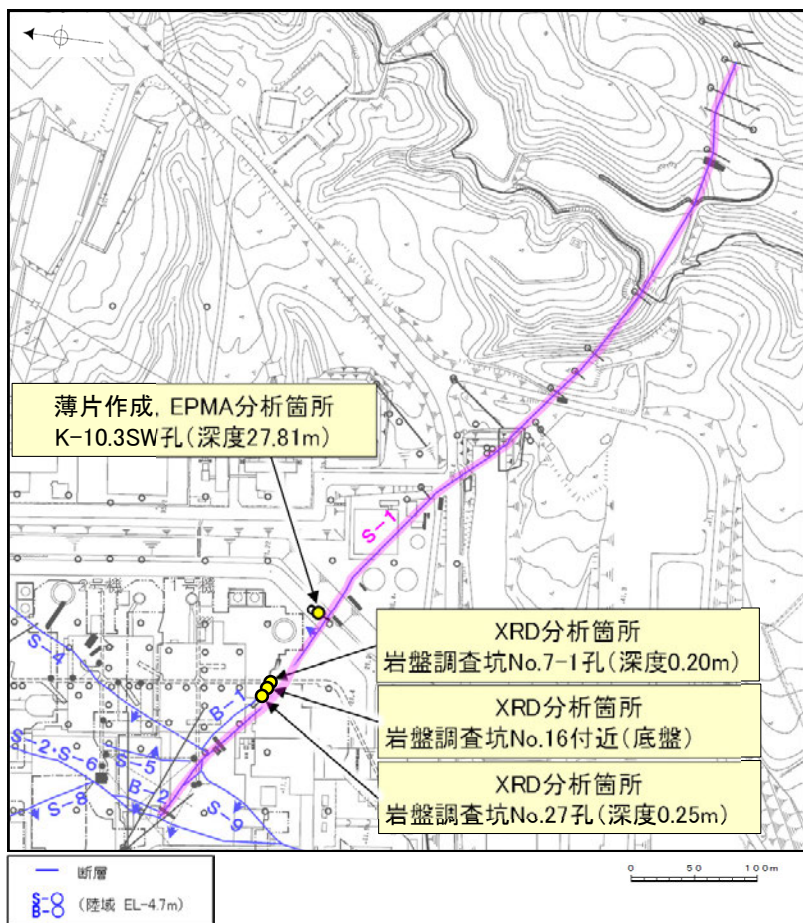 薄片作成, EPMA分析箇所
K-10.3SW孔(深度27.81m)
S-1
2号機
1号機
S-4
XRD分析箇所
岩盤調査坑No.7-1孔(深度0.20m)
B-1
XRD分析箇所
岩盤調査坑No.16付近(底盤)
S-2・S-6
S-5
B-2
S-8
S-9
XRD分析箇所
岩盤調査坑No.27孔(深度0.25m)
断層
S-○
B-○
(陸域 EL-4.7m)
0 50 100m